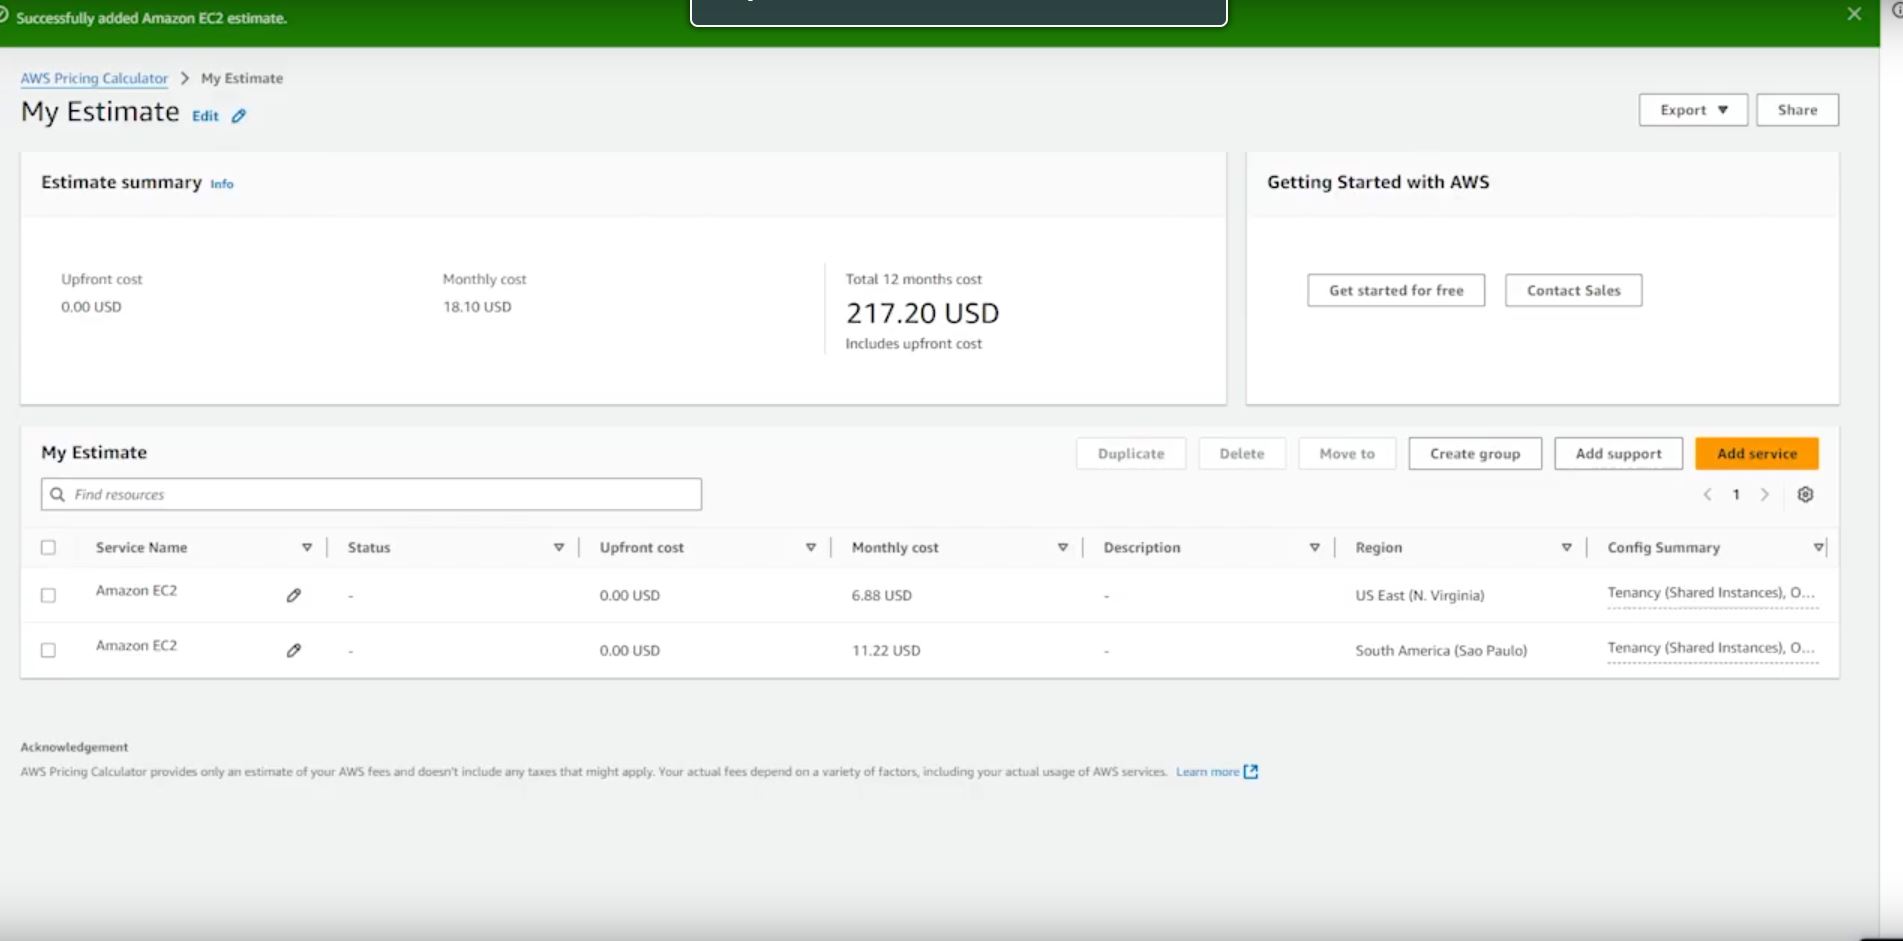 Successfully added Amazon EC2 estimate.
AWS Pricing Calculator > My Estimate
My Estimate Edit
Export Share
Estimate summary Info
Getting Started with AWS
Upfront cost Monthly cost Total 12 months cost
0.00 USD 18.10 USD 217.20 USD
Includes upfront cost
Get started for free Contact Sales
My Estimate Duplicate Delete Move to Create group Add support Add service
Find resources 1
Service Name Status Upfront cost Monthly cost Description Region Config Summary
Amazon EC2 - 0.00 USD 6.88 USD - US East (N. Virginia) Tenancy (Shared Instances), O...
Amazon EC2 - 0.00 USD 11.22 USD - South America (Sao Paulo) Tenancy (Shared Instances), O...
Acknowledgement
AWS Pricing Calculator provides only an estimate of your AWS fees and doesn't include any taxes that might apply. Your actual fees depend on a variety of factors, including your actual usage of AWS services. Learn more